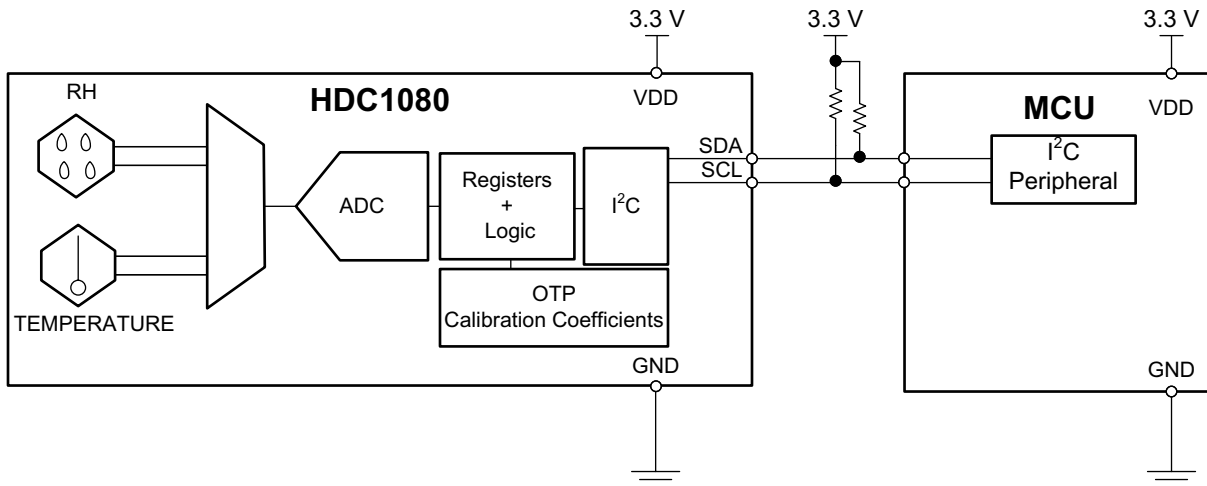 3.3 V
3.3 V
3.3 V
RH
HDC1080
VDD
MCU
VDD
SDA
SCL
I²C
Peripheral
ADC
Registers
+
Logic
I²C
OTP
Calibration Coefficients
TEMPERATURE
GND
GND